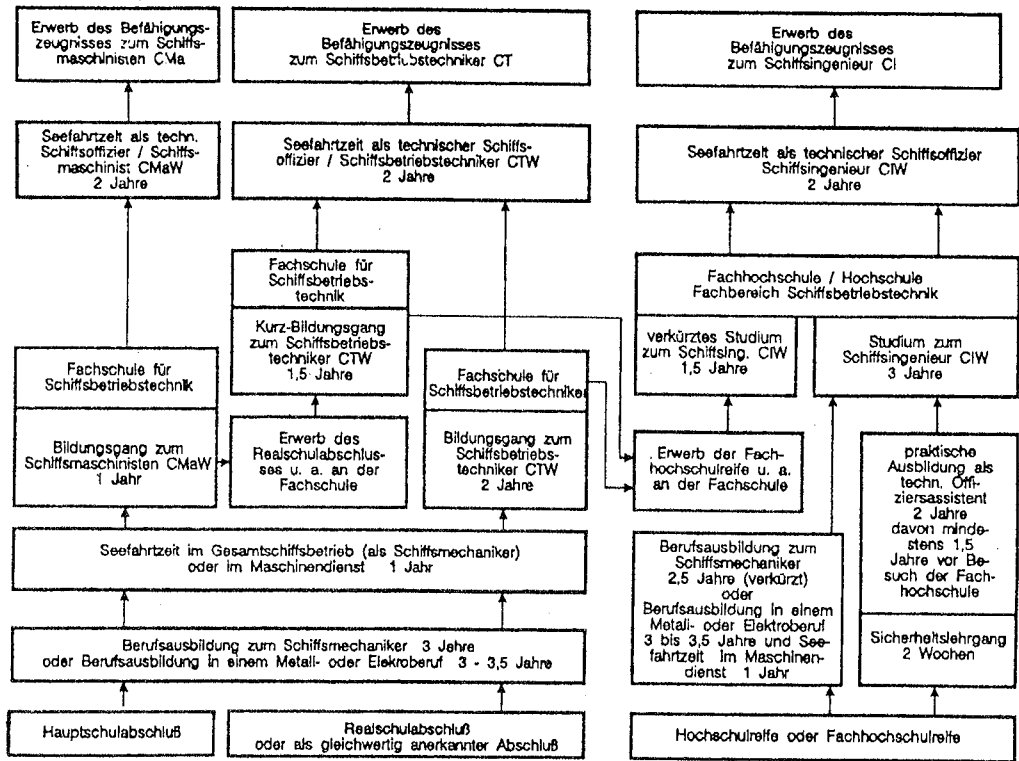 Erwerb des Befähigungs-
zeugnisses zum Schiffs-
maschinisten CMa
Erwerb des
Befähigungszeugnisses
zum Schiffsbetriebstechniker CT
Erwerb des
Befähigungszeugnisses
zum Schiffsingenieur CI
Seefahrtzeit als techn.
Schiffsoffizier / Schiffs-
maschinist CMaW
2 Jahre
Seefahrtzeit als technischer Schiffs-
offizier / Schiffsbetriebstechniker CTW
2 Jahre
Seefahrtzeit als technischer Schiffsoffizier
Schiffsingenieur CIW
2 Jahre
Fachschule für
Schiffsbetriebs-
technik
Kurz-Bildungsgang
zum Schiffsbetriebs-
techniker CTW
1,5 Jahre
Fachhochschule / Hochschule
Fachbereich Schiffsbetriebstechnik
verkürztes Studium
zum Schiffsing. CIW
1,5 Jahre
Studium zum
Schiffsingenieur CIW
3 Jahre
Fachschule für
Schiffsbetriebstechnik
Bildungsgang zum
Schiffsmaschinisten CMaW
1 Jahr
Erwerb des
Realschulabschlus-
ses u. a. an der
Fachschule
Fachschule für
Schiffsbetriebstechniker
Bildungsgang zum
Schiffsbetriebs-
techniker CTW
2 Jahre
. Erwerb der Fach-
hochschulreife u. a.
an der Fachschule
praktische
Ausbildung als
techn. Offi-
ziersassistent
2 Jahre
davon minde-
stens 1,5
Jahre vor Be-
such der Fach-
hochschule
Sicherheitslehrgang
2 Wochen
Seefahrtzeit im Gesamtschiffsbetrieb (als Schiffsmechaniker)
oder im Maschinendienst 1 Jahr
Berufsausbildung zum
Schiffsmechaniker
2,5 Jahre (verkürzt)
oder
Berufsausbildung in einem
Metall- oder Elektroberuf
3 bis 3,5 Jahre und See-
fahrtzeit im Maschinen-
dienst 1 Jahr
Berufsausbildung zum Schiffsmechaniker 3 Jahre
oder Berufsausbildung in einem Metall- oder Elekroberuf 3 - 3,5 Jahre
Hauptschulabschluß
Realschulabschluß
oder als gleichwertig anerkannter Abschluß
Hochschulreife oder Fachhochschulreife